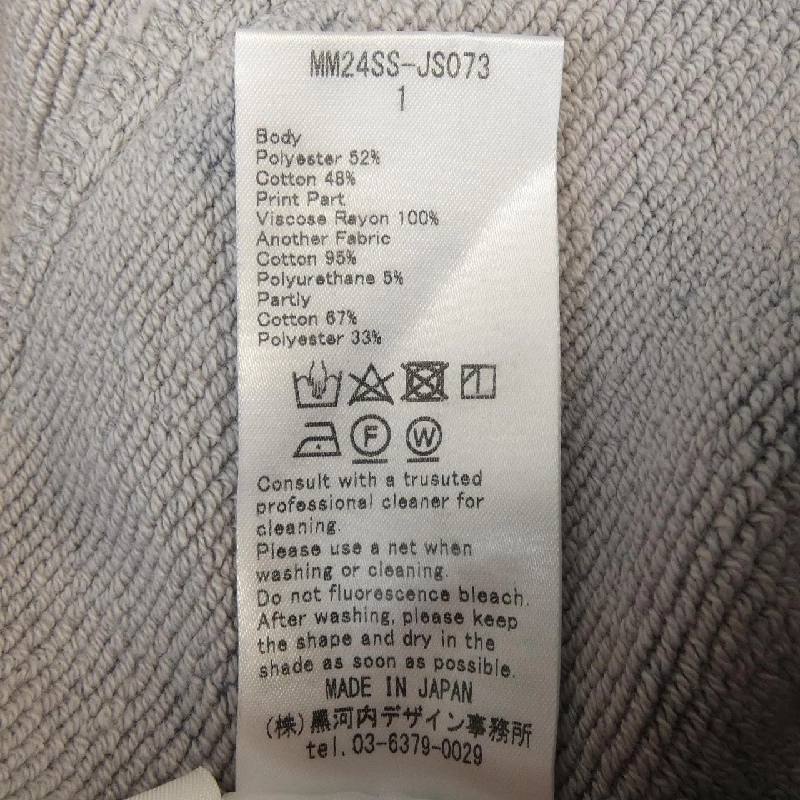 MM24SS-JS073
1
Body
Polyester 52%
Cotton 48%
Print Part
Viscose Rayon 100%
Another Fabric
Cotton 95%
Polyurethane 5%
Partly
Cotton 67%
Polyester 33%
F W
Consult with a trusuted
professional cleaner for
cleaning.
Please use a net when
washing or cleaning.
Do not fluorescence bleach.
After washing, please keep
the shape and dry in the
shade as soon as possible.
MADE IN JAPAN
(株)黒河内デザイン事務所
tel.03-6379-0029